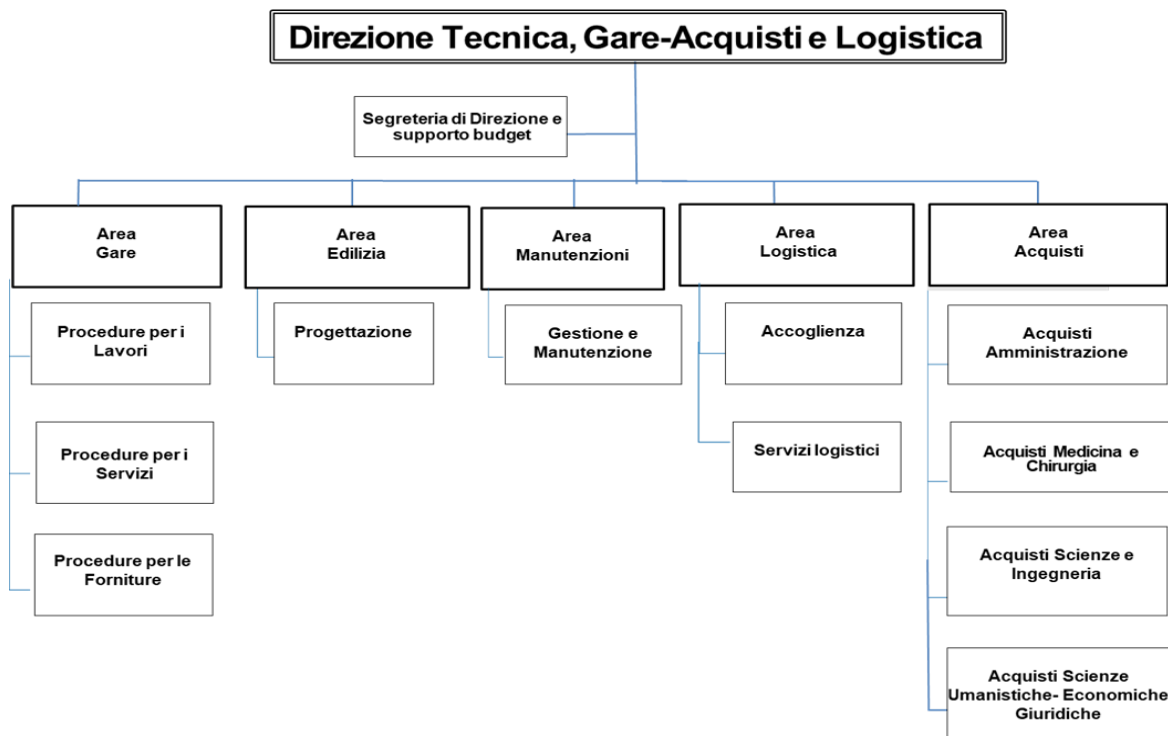 Direzione Tecnica, Gare-Acquisti e Logistica
Segreteria di Direzione e
supporto budget
Area
Gare
Area
Edilizia
Area
Manutenzioni
Area
Logistica
Area
Acquisti
Procedure per i
Lavori
Procedure per i
Servizi
Procedure per le
Forniture
Progettazione
Gestione e
Manutenzione
Accoglienza
Servizi logistici
Acquisti
Amministrazione
Acquisti Medicina e
Chirurgia
Acquisti Scienze e
Ingegneria
Acquisti Scienze
Umanistiche- Economiche
Giuridiche